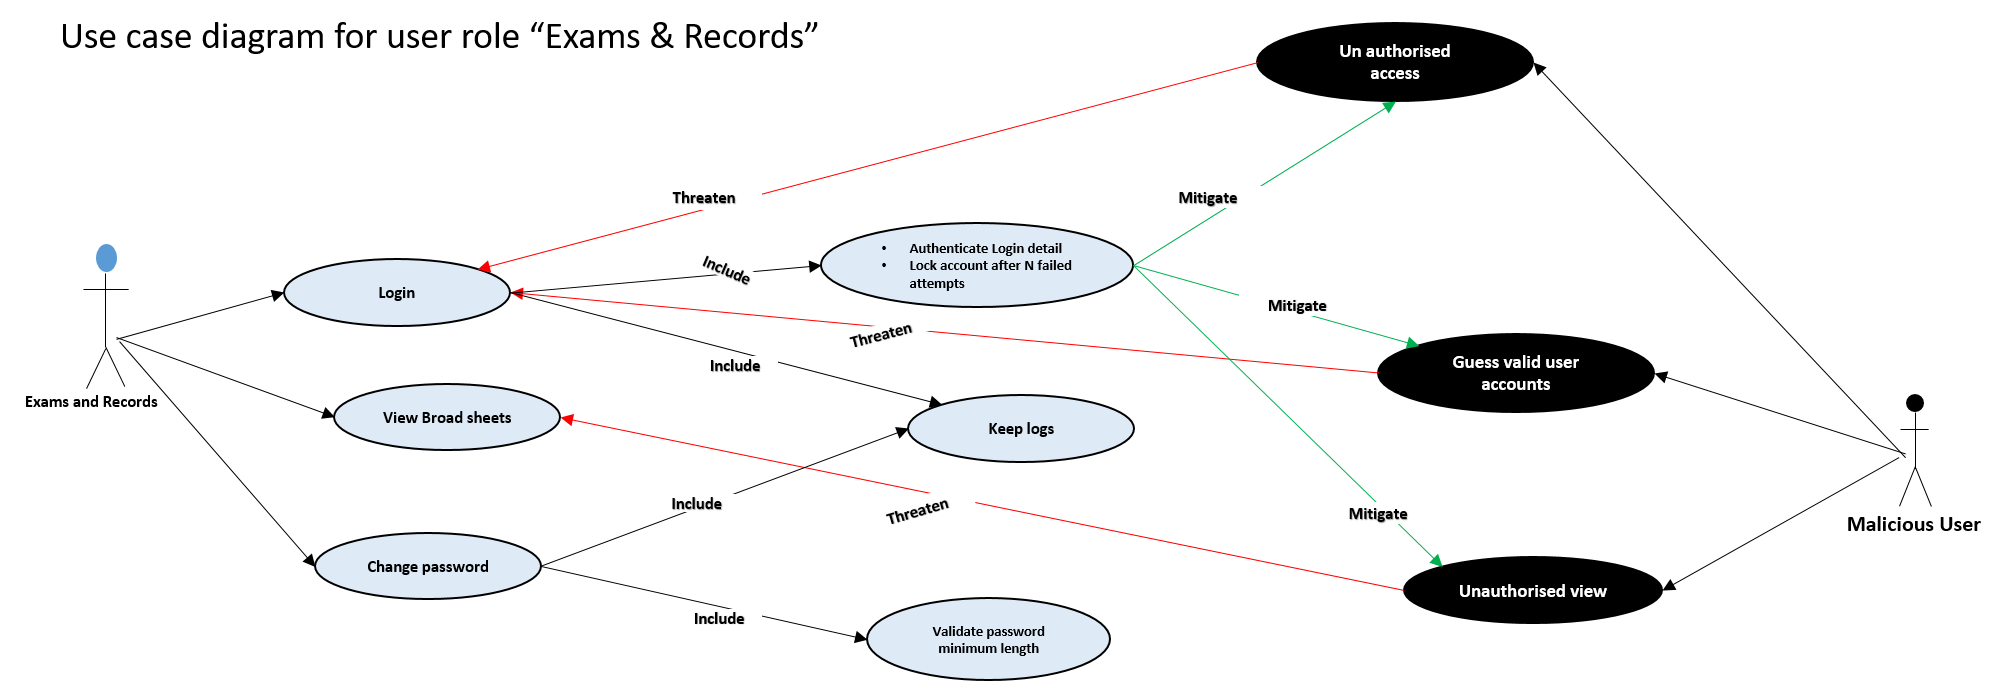 Use case diagram for user role “Exams & Records”
Un authorised
access
Threaten
Mitigate
• Authenticate Login detail
• Lock account after N failed
attempts
Include
Login
Mitigate
Threaten
Include
Guess valid user
accounts
Exams and Records
View Broad sheets
Keep logs
Include
Threaten
Mitigate
Malicious User
Change password
Unauthorised view
Include
Validate password
minimum length